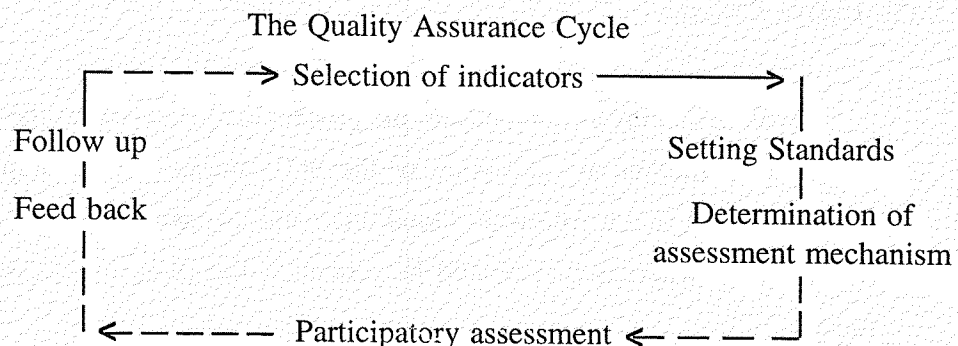 The Quality Assurance Cycle
Selection of indicators
Setting Standards
Determination of
assessment mechanism
Participatory assessment
Feed back
Follow up